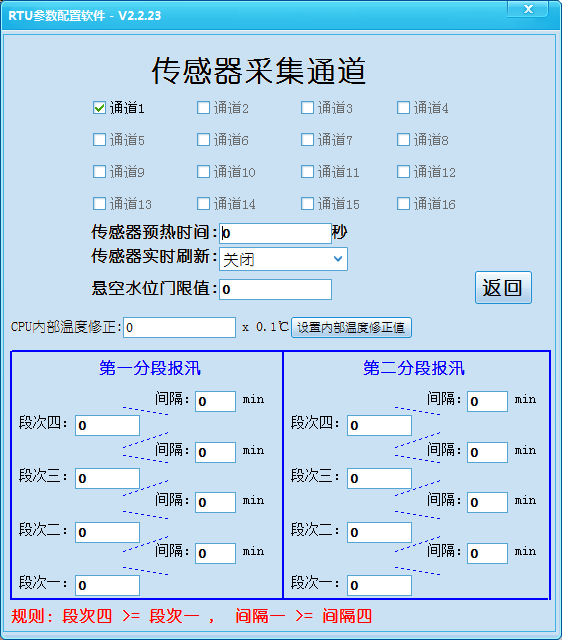 RTU参数配置软件 - V2.2.23
传感器采集通道
通道1 通道2 通道3 通道4
通道5 通道6 通道7 通道8
通道9 通道10 通道11 通道12
通道13 通道14 通道15 通道16
传感器预热时间: 0 秒
传感器实时刷新: 关闭
悬空水位门限值: 0
返回
CPU内部温度修正: 0 x 0.1℃ 设置内部温度修正值
第一分段报汛
间隔: 0 min
段次四: 0
间隔: 0 min
段次三: 0
间隔: 0 min
段次二: 0
间隔: 0 min
段次一: 0
第二分段报汛
间隔: 0 min
段次四: 0
间隔: 0 min
段次三: 0
间隔: 0 min
段次二: 0
间隔: 0 min
段次一: 0
规则: 段次四 >= 段次一 , 间隔一 >= 间隔四